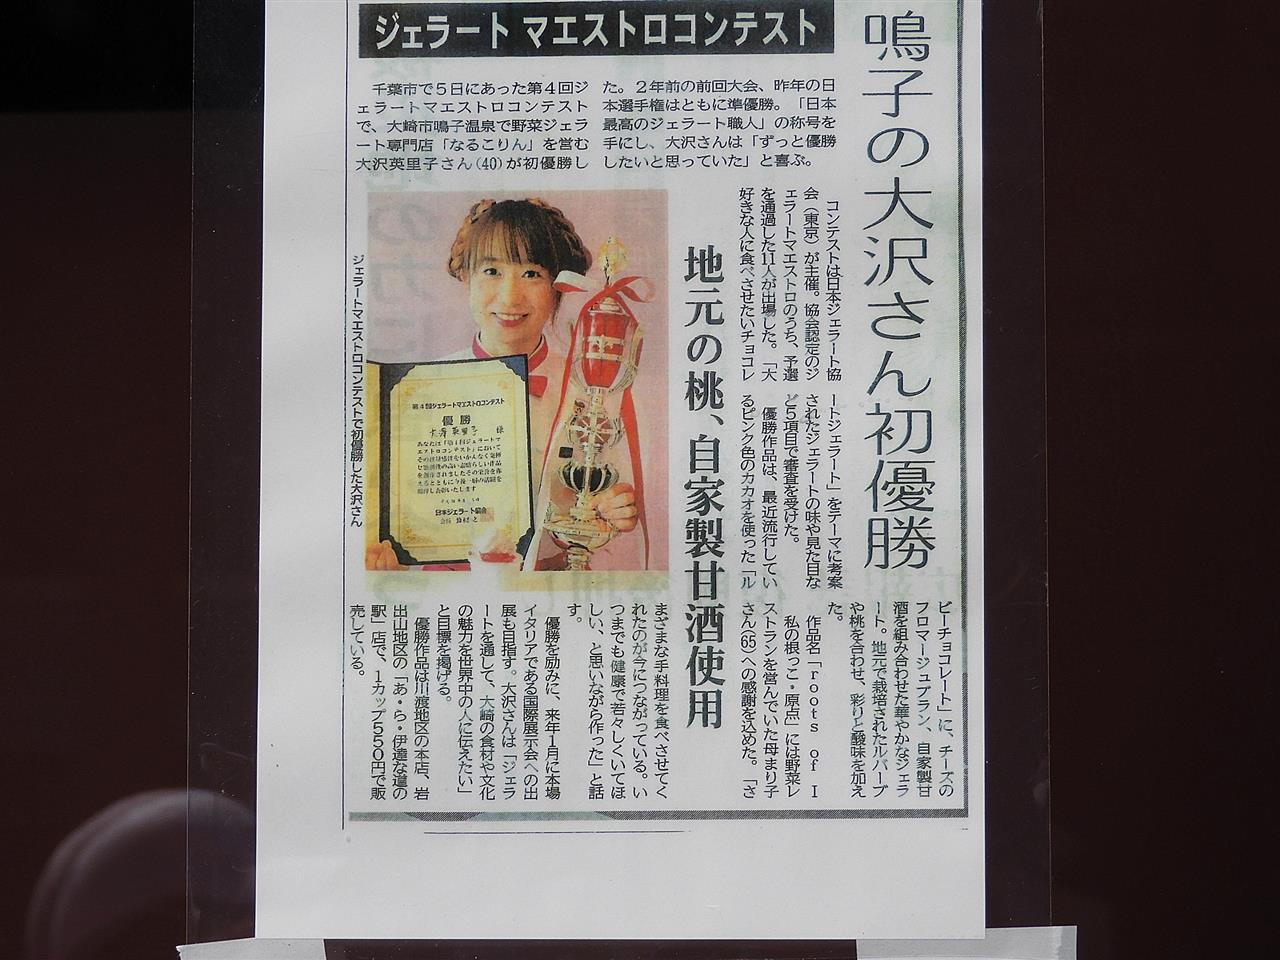 ジェラート マエストロコンテスト
鳴子の大沢さん初優勝
地元の桃、自家製甘酒使用
千葉市で5日にあった第4回ジ
ェラートマエストロコンテスト
で、大崎市鳴子温泉で野菜ジェラ
ート専門店「なるこりん」を営む
大沢英里子さん(40)が初優勝し
た。2年前の前回大会、昨年の日
本選手権はともに準優勝。「日本
最高のジェラート職人」の称号を
手にし、大沢さんは「ずっと優勝
したいと思っていた」と喜ぶ。
コンテストは日本ジェラート協
会(東京)が主催。協会認定のジ
ェラートマエストロのうち、予選
を通過した11人が出場した。「大
好きな人に食べさせたいチョコレ
ートジェラート」をテーマに考案
されたジェラートの味や見た目な
ど5項目で審査を受けた。
優勝作品は、最近流行してい
るピンク色のカカオを使った「ル
ビーチョコレート」に、チーズの
フロマージュブラン、自家製甘
酒を組み合わせた華やかなジェラ
ート。地元で栽培されたルバーブ
や桃を合わせ、彩りと酸味を加え
た。
作品名「roots of I
私の根っこ・原点」には野菜レ
ストランを営んでいた母まり子
さん(65)への感謝を込めた。「さ
まざまな手料理を食べさせてく
れたのが今につながっている。い
つまでも健康で若々しくいてほ
しい、と思いながら作った」と話
す。
優勝を励みに、来年1月に本場
イタリアである国際展示会への出
展も目指す。大沢さんは「ジェラ
ートを通して、大崎の食材や文化
の魅力を世界中の人に伝えたい」
と目標を掲げる。
優勝作品は川渡地区の本店、岩
出山地区の「あ・ら・伊達な道の
駅」店で、1カップ550円で販
売している。
ジェラートマエストロコンテストで初優勝した大沢さん
第4回ジェラートマエストロコンテスト
優勝
大澤英里子 様
あなたは「第4回ジェラートマ
エストロコンテスト」において
日本ジェラート協会